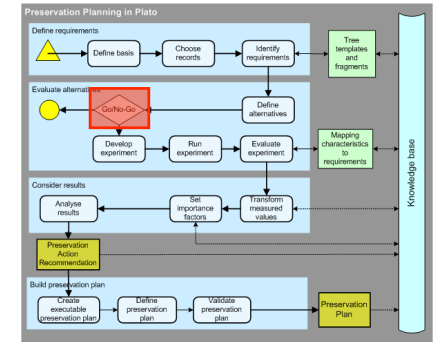 Preservation Planning in Plato
Define requirements
Define basis
Choose
records
Identify
requirements
Tree
templates
and
fragments
Evaluate alternatives
Go/No-Go
Define
alternatives
Develop
experiment
Run
experiment
Evaluate
experiment
Mapping
characteristics
to
requirements
Knowledge base
Consider results
Analyse
results
Set
importance
factors
Transform
measured
values
Preservation
Action
Recommendation
Build preservation plan
Create
executable
preservation plan
Define
preservation
plan
Validate
preservation
plan
Preservation
Plan